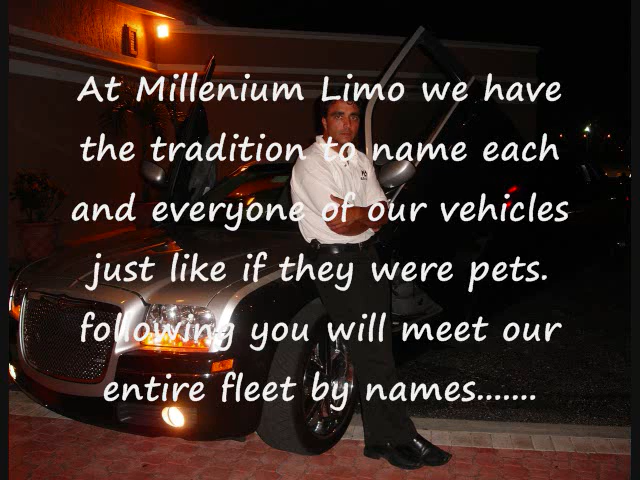 At Millenium Limo we have
the tradition to name each
and everyone of our vehicles
just like if they were pets.
following you will meet our
entire fleet by names.......